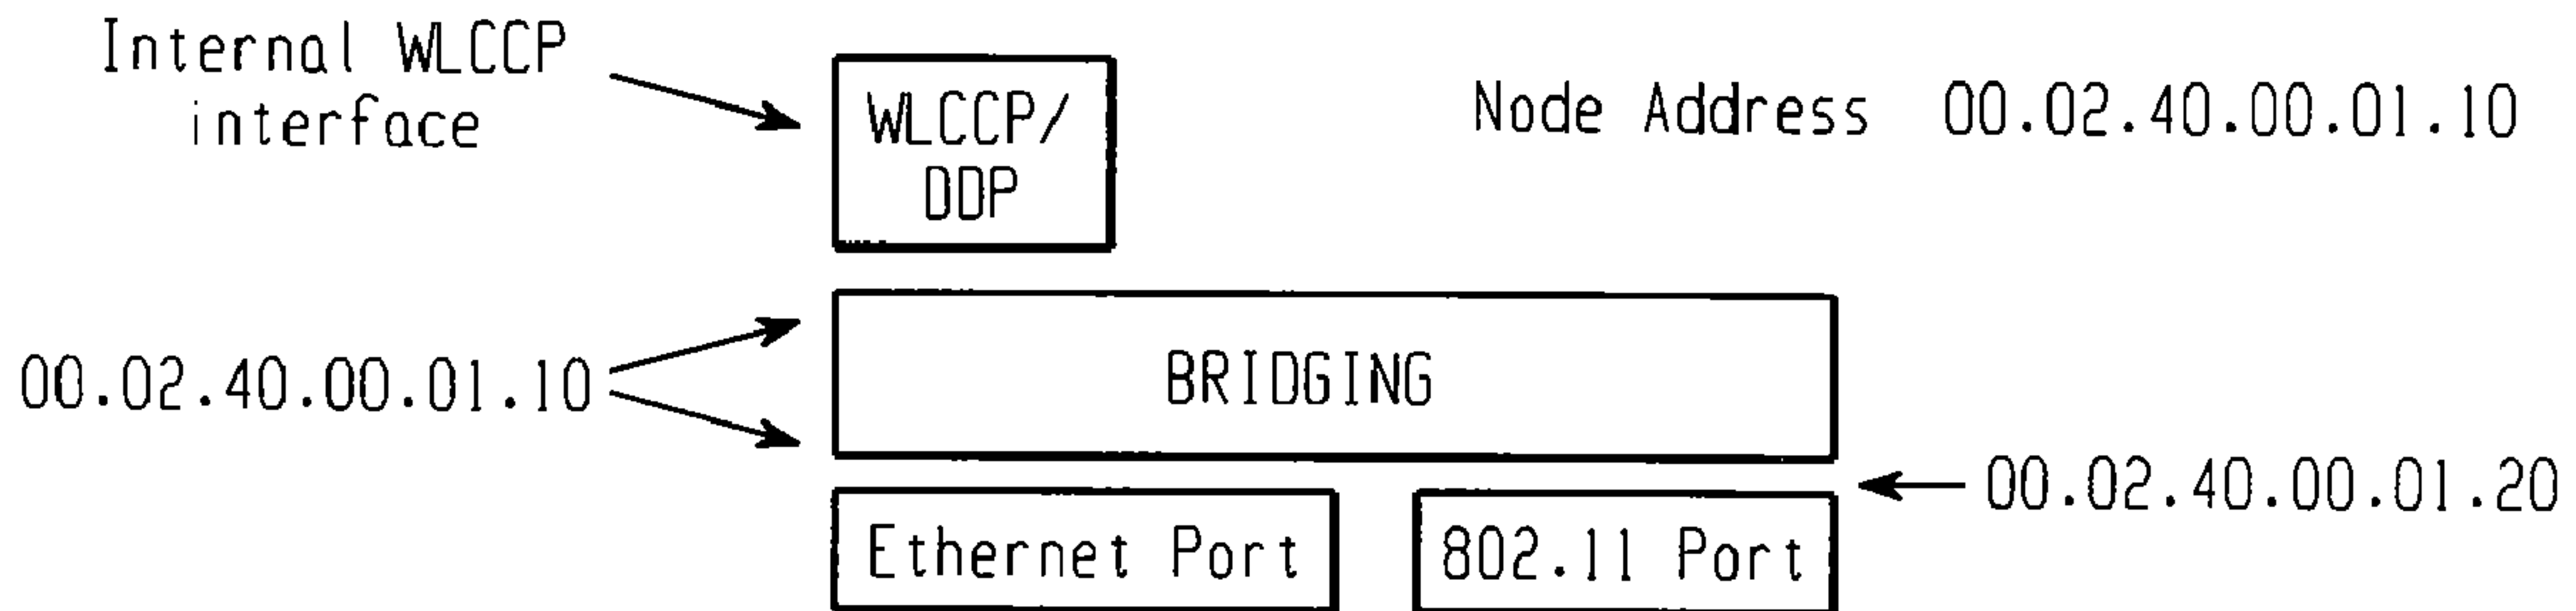 Internal WLCCP
interface
WLCCP/
DDP
Node Address 00.02.40.00.01.10
00.02.40.00.01.10
BRIDGING
00.02.40.00.01.20
Ethernet Port
802.11 Port